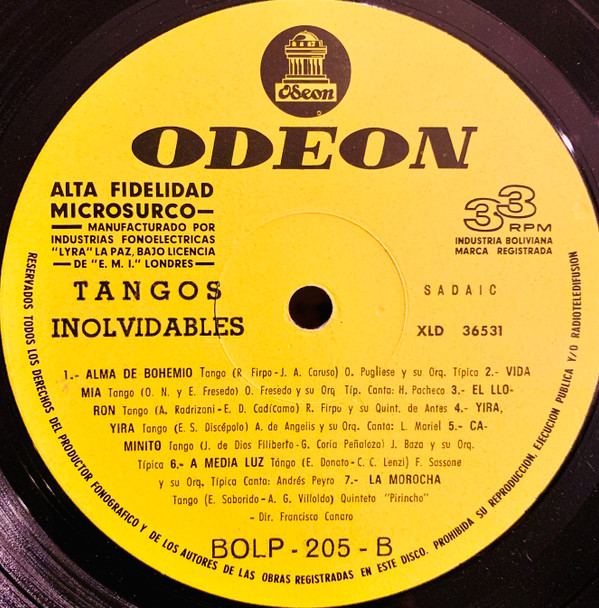 Odeon
ODEON
ALTA FIDELIDAD
MICROSURCO—
MANUFACTURADO POR
INDUSTRIAS FONOELECTRICAS
"LYRA" LA PAZ, BAJO LICENCIA
— DE "E. M. I." LONDRES —
33 RPM
INDUSTRIA BOLIVIANA
MARCA REGISTRADA
TANGOS
INOLVIDABLES
SADAIC
XLD 36531
1.- ALMA DE BOHEMIO Tango (R. Firpo - J. A. Caruso) O. Pugliese y su Orq. Típica 2.- VIDA
MIA Tango (O. N. y E. Fresedo) O. Fresedo y su Orq. Típ. Canta: H. Pacheco 3.- EL LLO-
RON Tango (A. Radrizani - E. D. Cadícamo) R. Firpo y su Quint. de Antes 4.- YIRA,
YIRA Tango (E. S. Discépolo) A. de Angelis y su Orq. Canta: L. Mariel 5.- CA-
MINITO Tango (J. de Dios Filiberto - G. Coria Peñaloza) J. Baza y su Orq.
Típica 6.- A MEDIA LUZ Tángo (E. Donato - C. C. Lenzi) F. Sassone
y su Orq. Típica Canta: Andrés Peyro 7.- LA MOROCHA
Tango (E. Saborido - A. G. Villoldo) Quinteto "Pirincho"
- Dir. Francisco Canaro
BOLP - 205 - B
RESERVADOS TODOS LOS DERECHOS DEL PRODUCTOR FONOGRAFICO Y DE LOS AUTORES DE LAS OBRAS REGISTRADAS EN ESTE DISCO. PROHIBIDA SU REPRODUCCION, EJECUCION PUBLICA Y/O RADIOTELEDIFUSION